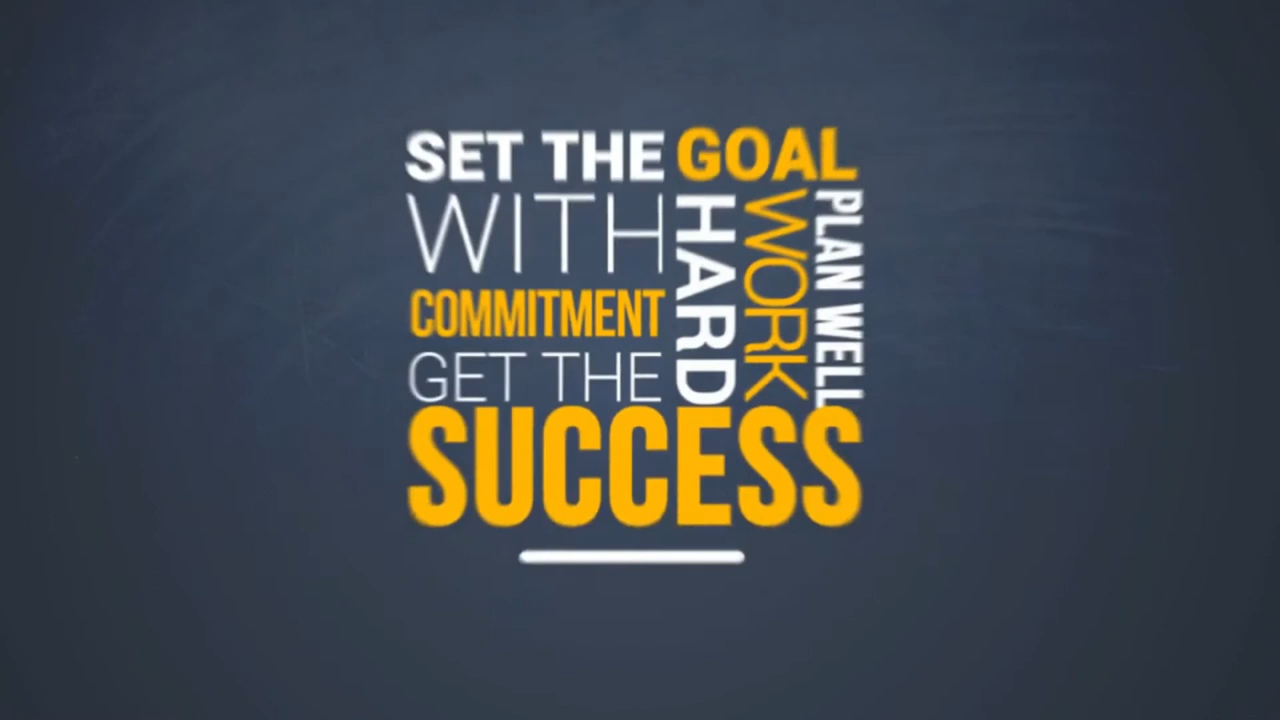 SET THE GOAL
WITH
COMMITMENT
GET THE
HARD
WORK
PLAN WELL
SUCCESS